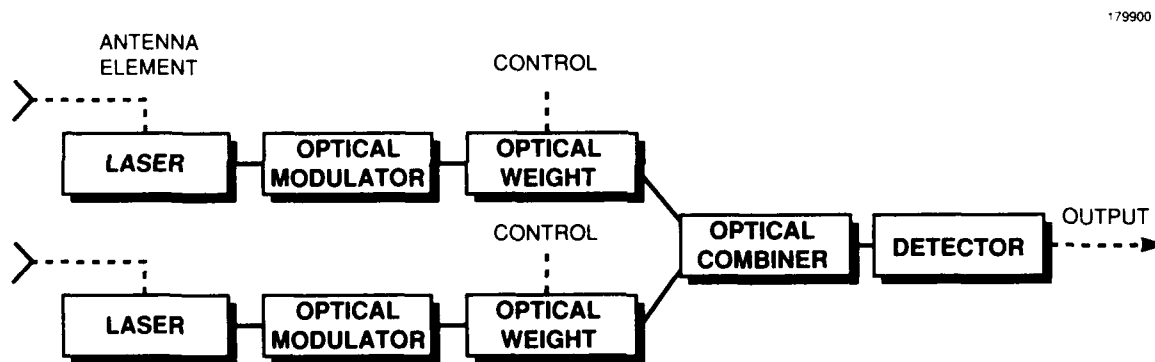 179900
ANTENNA
ELEMENT
CONTROL
LASER
OPTICAL
MODULATOR
OPTICAL
WEIGHT
CONTROL
OPTICAL
COMBINER
DETECTOR
OUTPUT
LASER
OPTICAL
MODULATOR
OPTICAL
WEIGHT